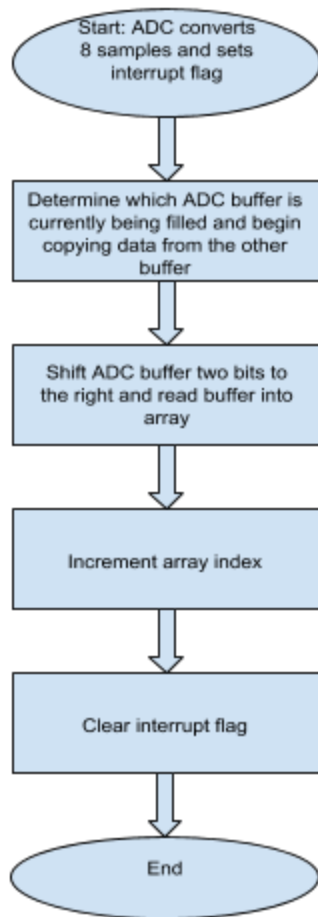 Start: ADC converts
8 samples and sets
interrupt flag
Determine which ADC buffer is
currently being filled and begin
copying data from the other
buffer
Shift ADC buffer two bits to
the right and read buffer into
array
Increment array index
Clear interrupt flag
End